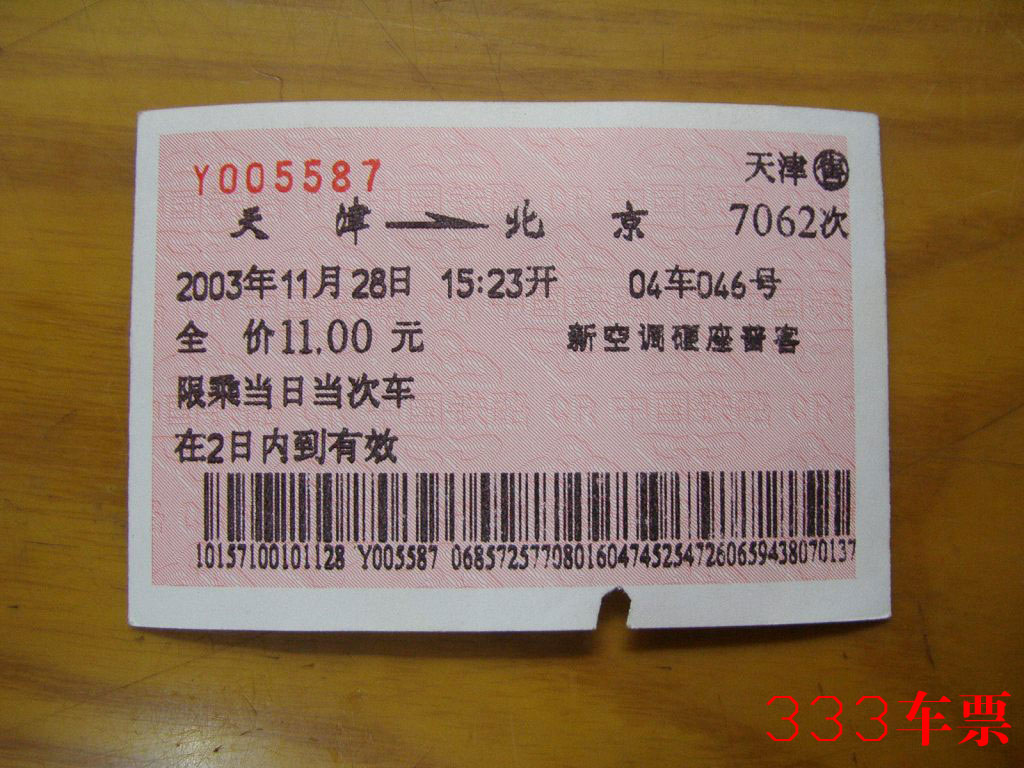 Y005587 天津售
天津→北京 7062次
2003年11月28日 15:23开 04车046号
全价11.00元 新空调硬座普客
限乘当日当次车
在2日内到有效
10157100101128 Y005587 06857257708016047452547260659438070137
333车票